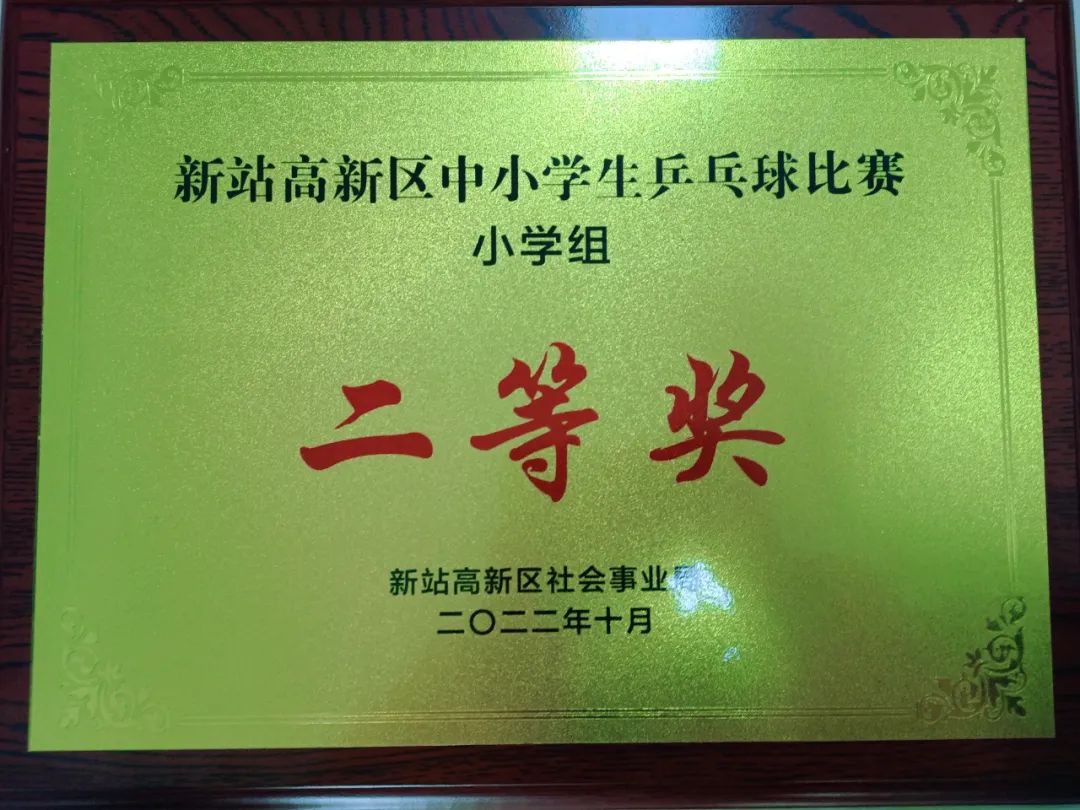 新站高新区中小学生乒乓球比赛
小学组
二等奖
新站高新区社会事业局
二〇二二年十月